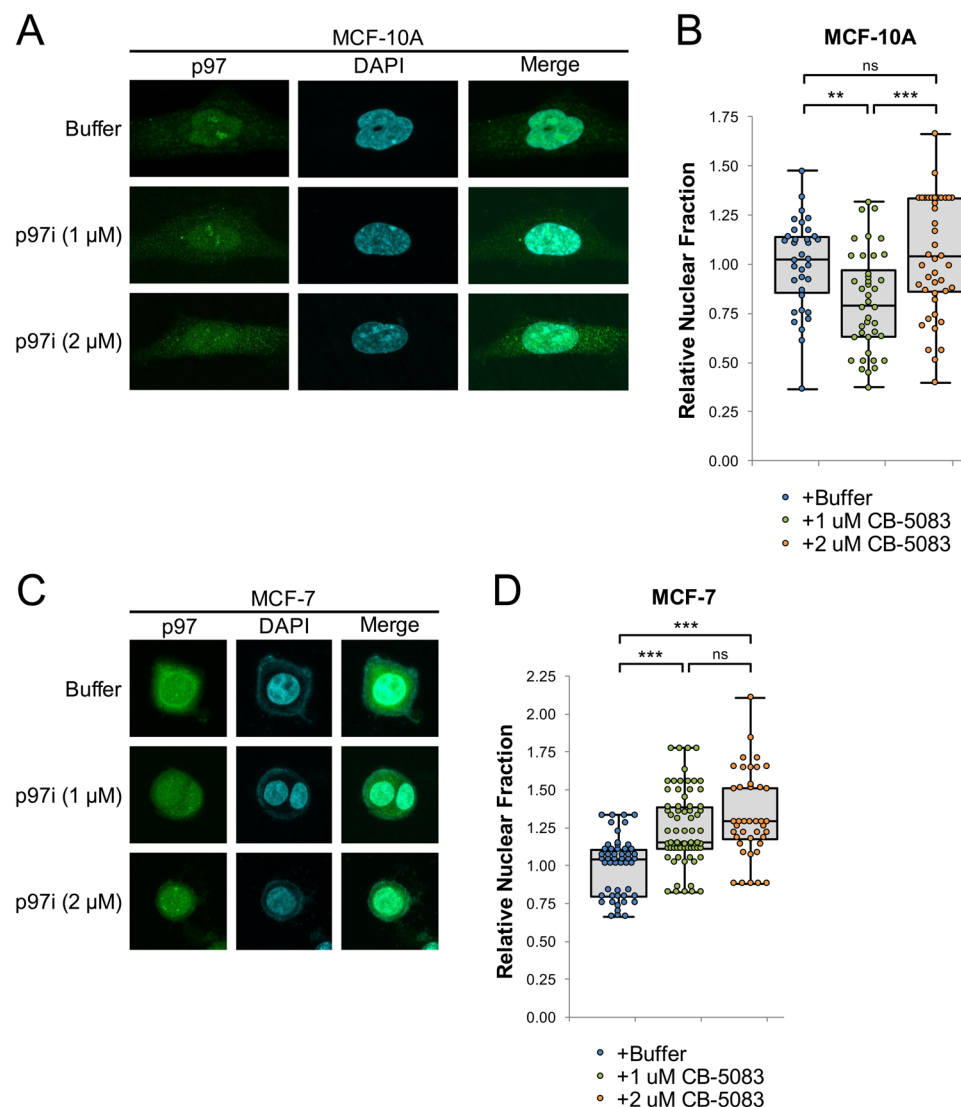 A
MCF-10A
p97 DAPI Merge
Buffer
p97i (1 µM)
p97i (2 µM)
B
MCF-10A
ns
** ***
Relative Nuclear Fraction
1.75
1.50
1.25
1.00
0.75
0.50
0.25
0.00
+Buffer
+1 uM CB-5083
+2 uM CB-5083
C
MCF-7
p97 DAPI Merge
Buffer
p97i (1 µM)
p97i (2 µM)
D
MCF-7
***
*** ns
Relative Nuclear Fraction
2.25
2.00
1.75
1.50
1.25
1.00
0.75
0.50
0.25
0.00
+Buffer
+1 uM CB-5083
+2 uM CB-5083